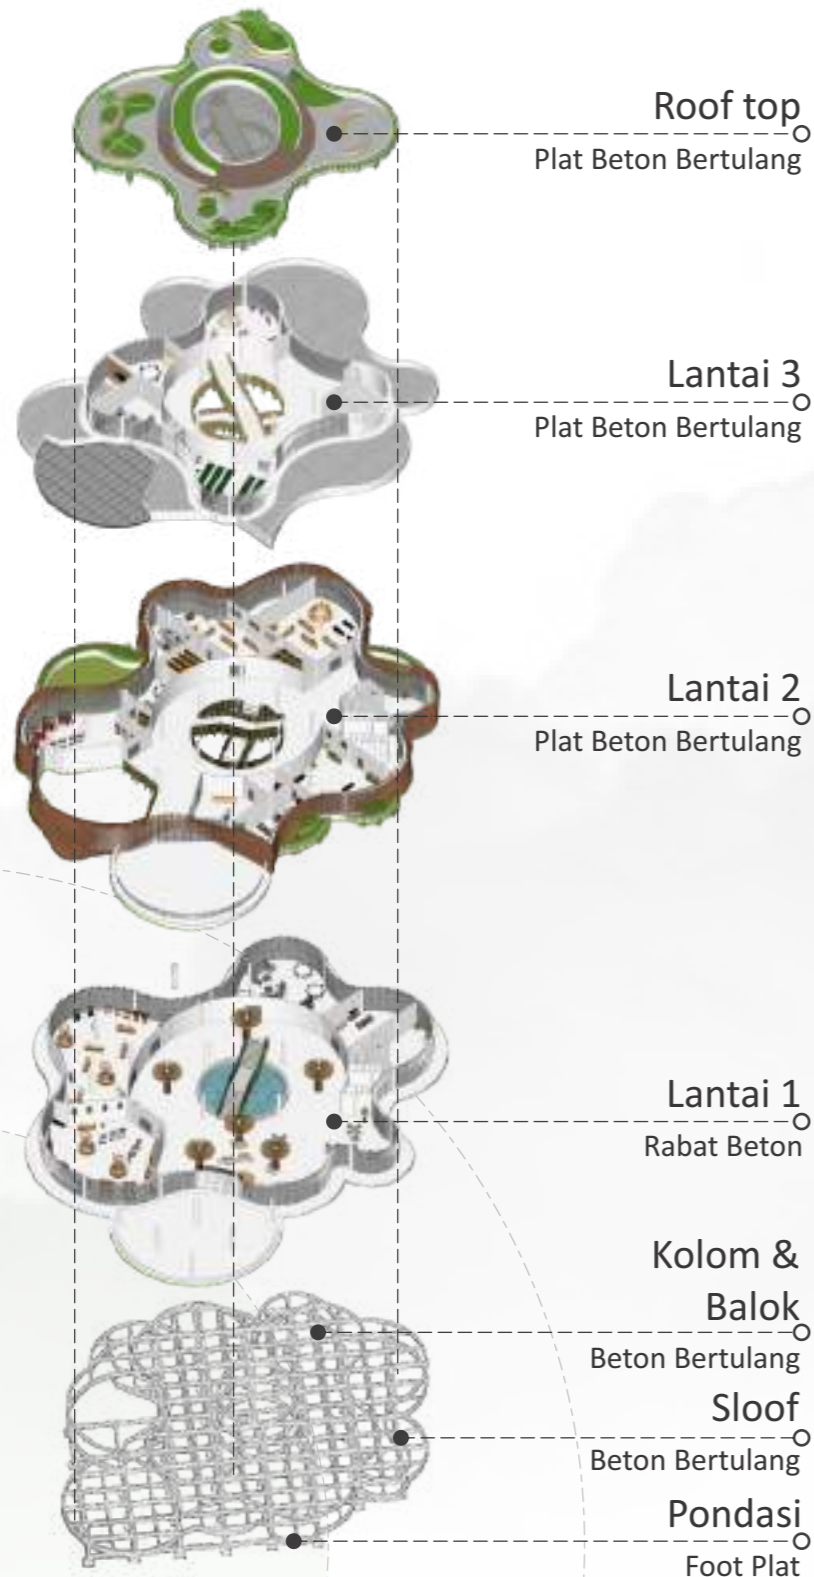 Roof top
Plat Beton Bertulang
Lantai 3
Plat Beton Bertulang
Lantai 2
Plat Beton Bertulang
Lantai 1
Rabat Beton
Kolom &
Balok
Beton Bertulang
Sloof
Beton Bertulang
Pondasi
Foot Plat